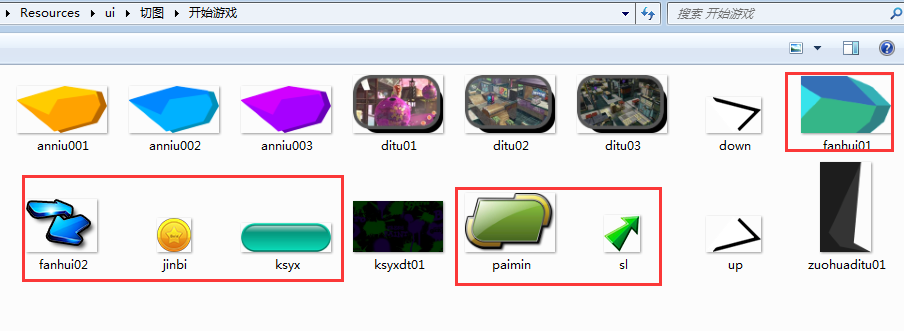 Resources ui 切图 开始游戏 搜索 开始游戏
anniu001 anniu002 anniu003 ditu01 ditu02 ditu03 down fanhui01
fanhui02 jinbi ksyx ksyxdt01 paimin sl up zuohuaditu01